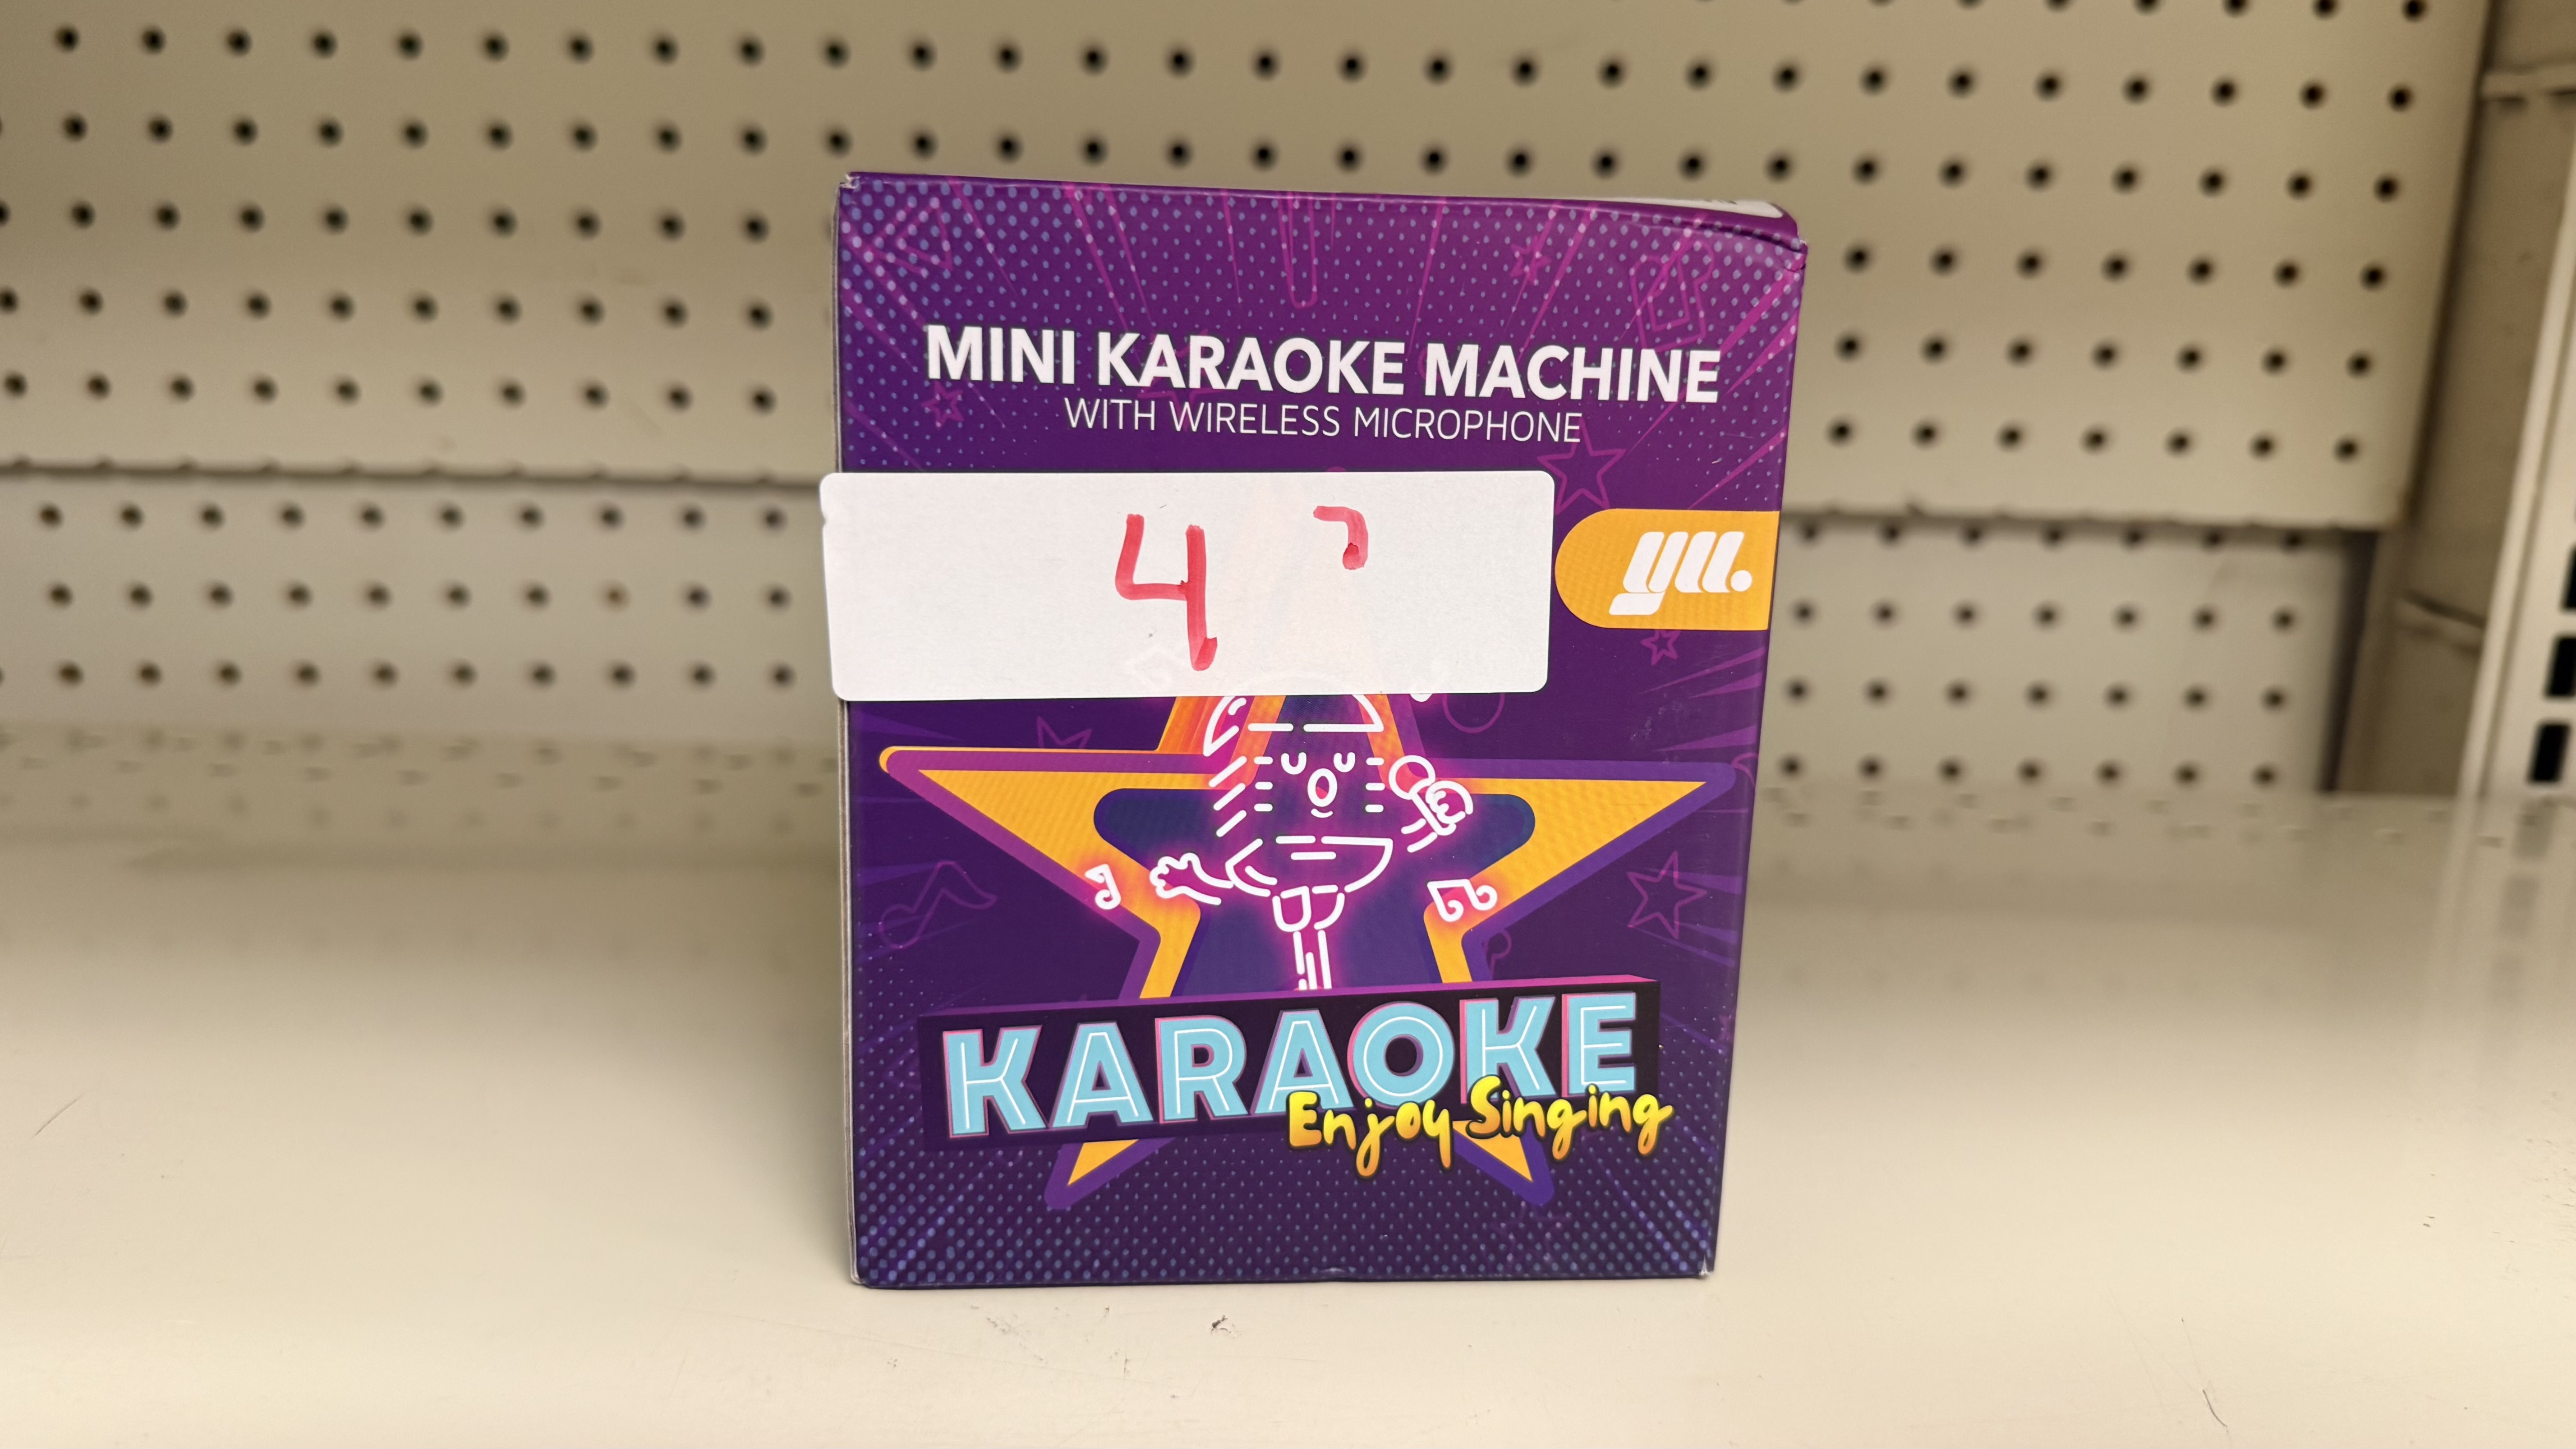 MINI KARAOKE MACHINE
WITH WIRELESS MICROPHONE
4
yu.
KARAOKE
Enjoy Singing